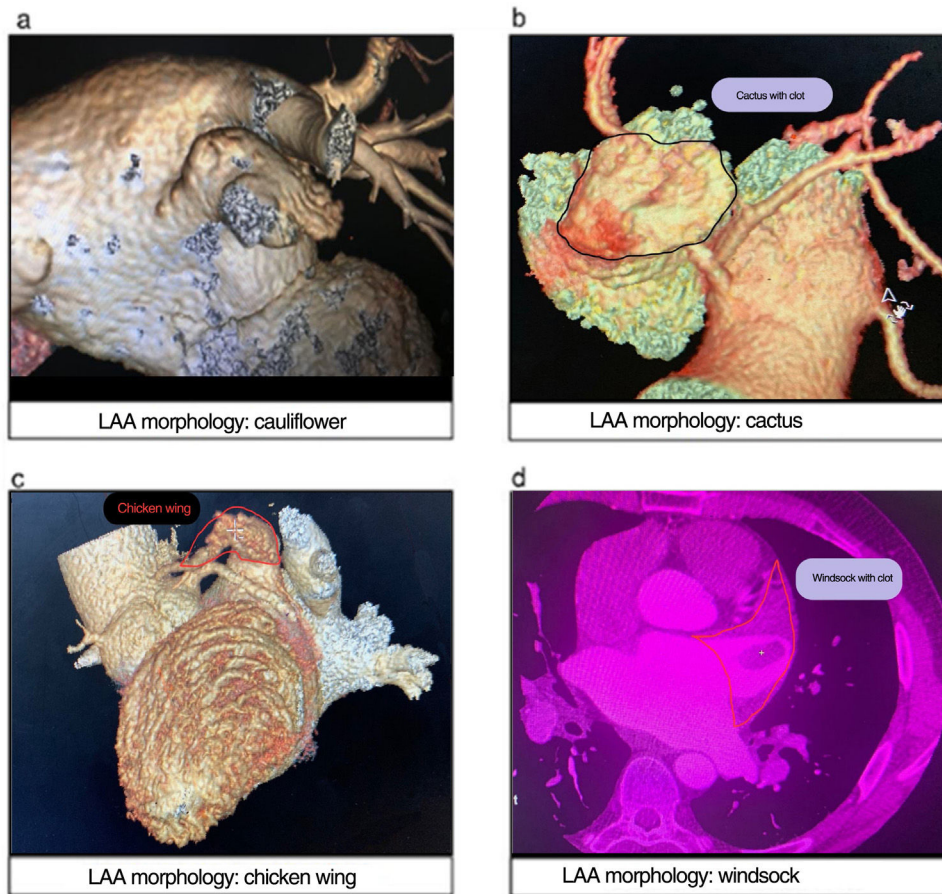 a
b
Cactus with clot
LAA morphology: cauliflower
LAA morphology: cactus
c
d
Chicken wing
Windsock with clot
t
LAA morphology: chicken wing
LAA morphology: windsock